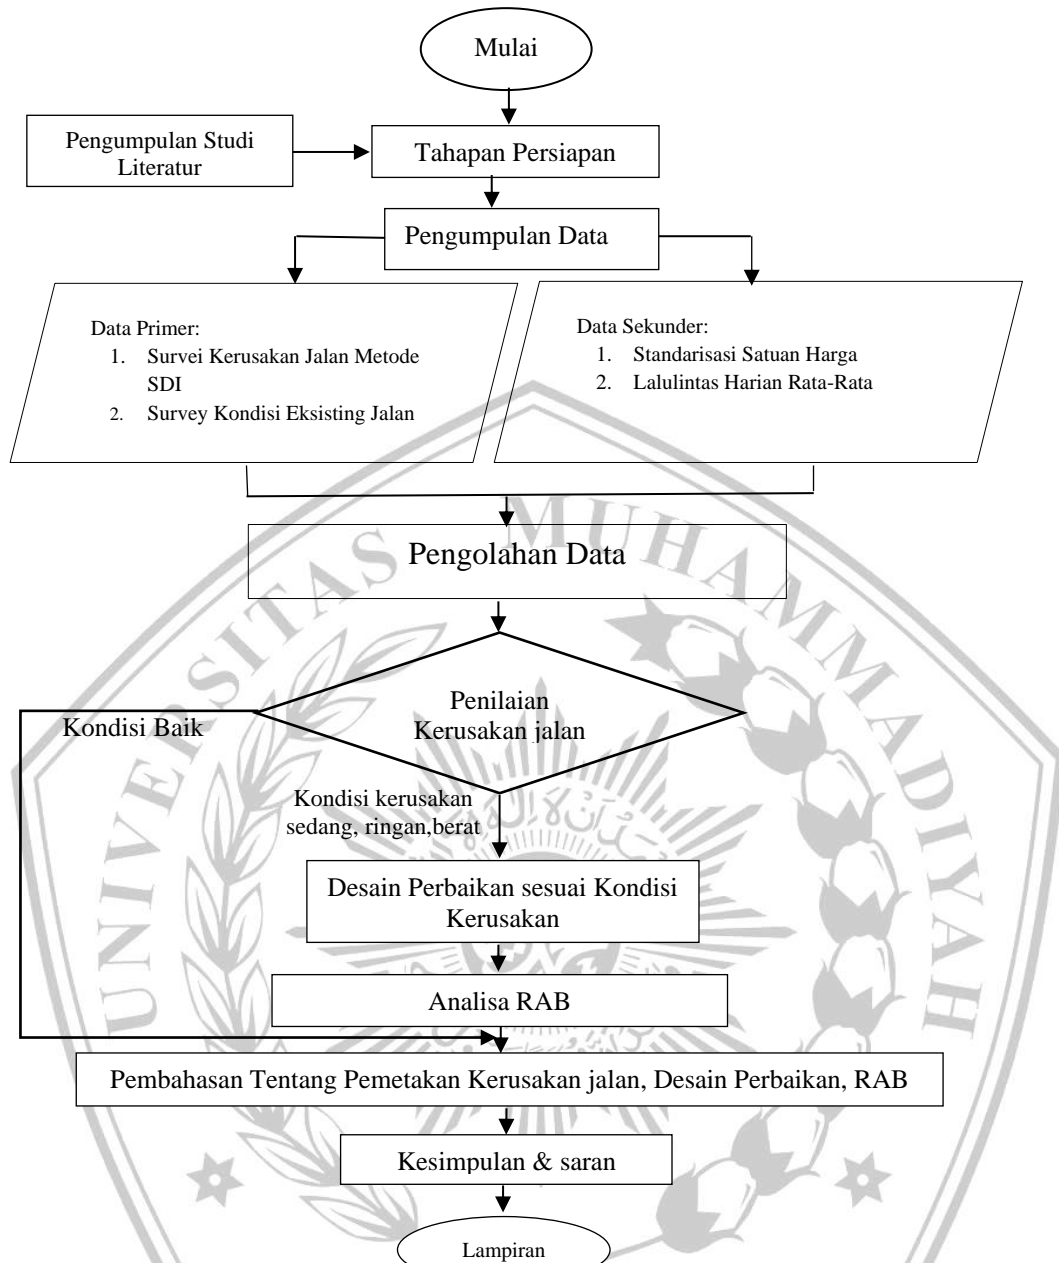 Mulai
Pengumpulan Studi
Literatur
Tahapan Persiapan
Pengumpulan Data
Data Primer:
1. Survei Kerusakan Jalan Metode
SDI
2. Survey Kondisi Eksisting Jalan
Data Sekunder:
1. Standarisasi Satuan Harga
2. Lalulintas Harian Rata-Rata
UNIVERSITAS MUHAMMADIYAH
Pengolahan Data
Penilaian
Kerusakan jalan
Kondisi Baik
Kondisi kerusakan
sedang, ringan,berat
Desain Perbaikan sesuai Kondisi
Kerusakan
Analisa RAB
Pembahasan Tentang Pemetakan Kerusakan jalan, Desain Perbaikan, RAB
Kesimpulan & saran
Lampiran